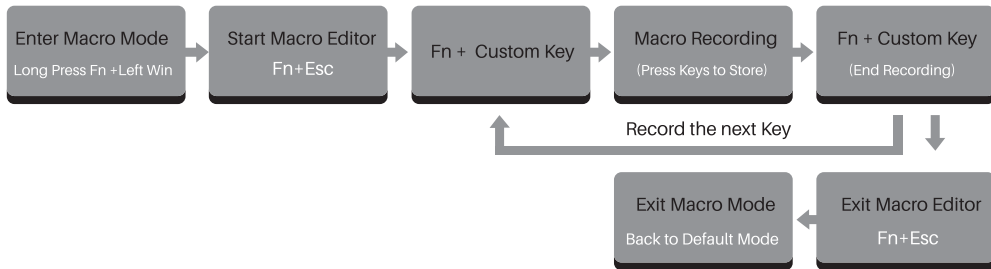 Enter Macro Mode
Long Press Fn +Left Win
Start Macro Editor
Fn+Esc
Fn + Custom Key
Macro Recording
(Press Keys to Store)
Fn + Custom Key
(End Recording)
Record the next Key
Exit Macro Mode
Back to Default Mode
Exit Macro Editor
Fn+Esc